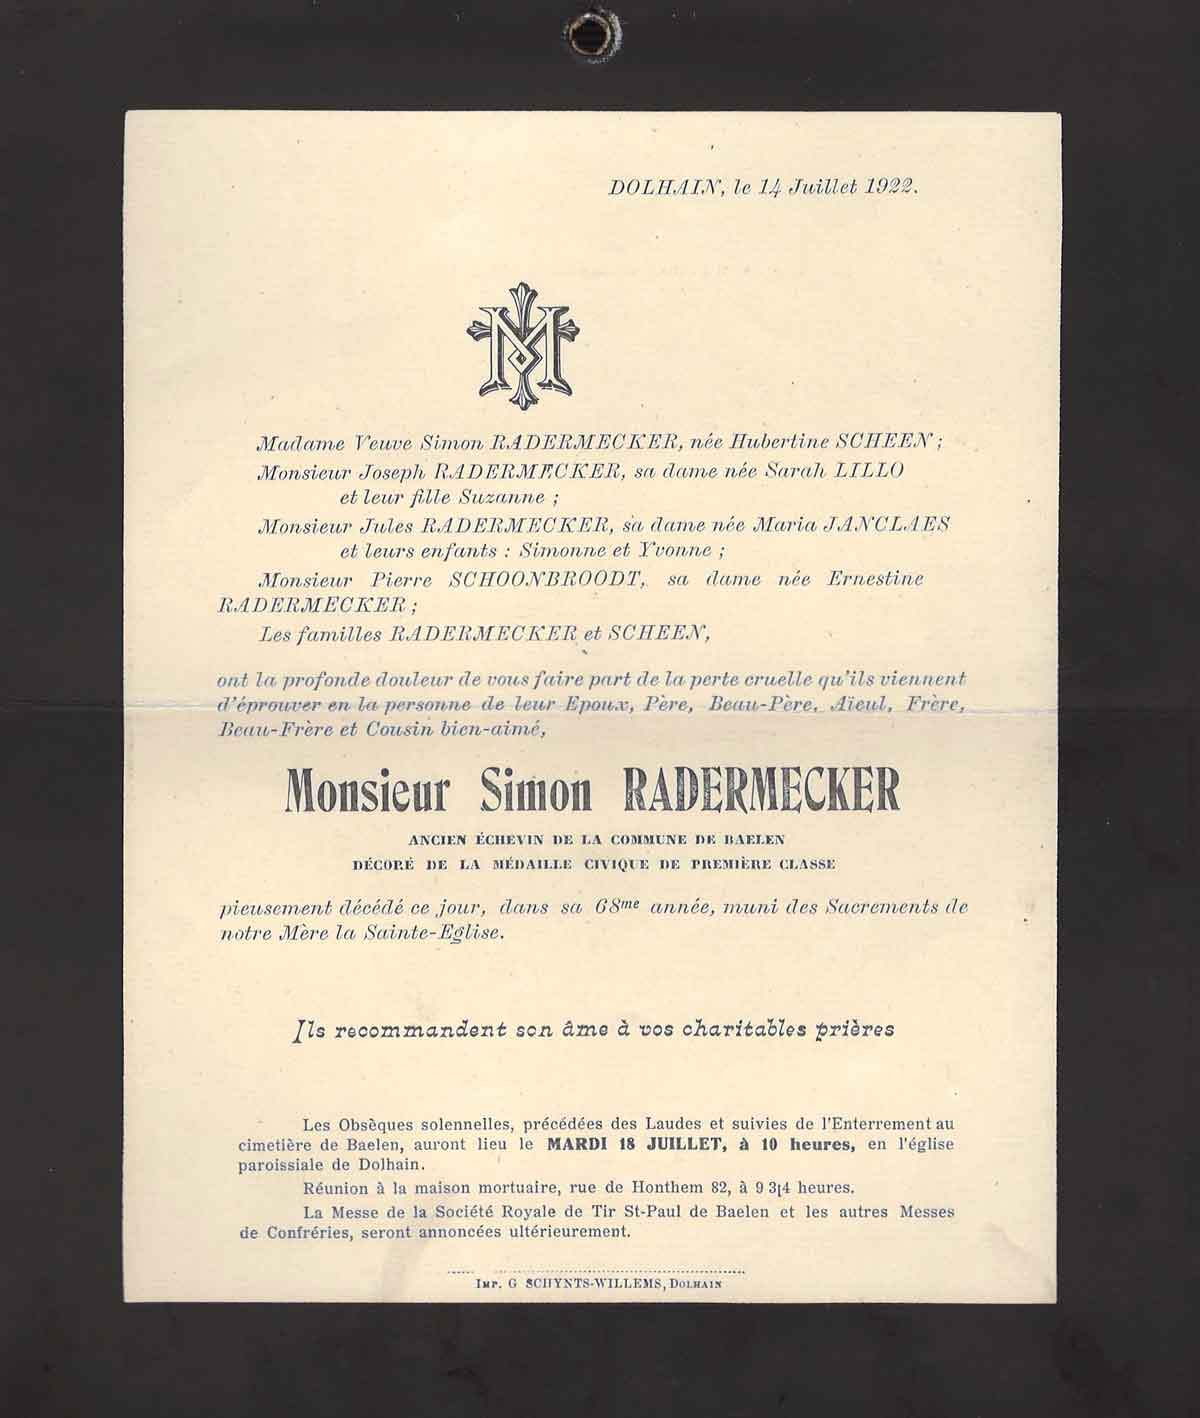 DOLHAIN, le 14 Juillet 1922.
M
Madame Veuve Simon RADERMECKER, née Hubertine SCHEEN ;
Monsieur Joseph RADERMECKER, sa dame née Sarah LILLO
et leur fille Suzanne ;
Monsieur Jules RADERMECKER, sa dame née Maria JANCLAES
et leurs enfants : Simonne et Yvonne ;
Monsieur Pierre SCHOONBROODT, sa dame née Ernestine
RADERMECKER ;
Les familles RADERMECKER et SCHEEN,
ont la profonde douleur de vous faire part de la perte cruelle qu'ils viennent
d'éprouver en la personne de leur Epoux, Père, Beau-Père, Aïeul, Frère,
Beau-Frère et Cousin bien-aimé,
Monsieur Simon RADERMECKER
ANCIEN ÉCHEVIN DE LA COMMUNE DE BAELEN
DÉCORÉ DE LA MÉDAILLE CIVIQUE DE PREMIÈRE CLASSE
pieusement décédé ce jour, dans sa 68me année, muni des Sacrements de
notre Mère la Sainte-Eglise.
Ils recommandent son âme à vos charitables prières
Les Obsèques solennelles, précédées des Laudes et suivies de l'Enterrement au
cimetière de Baelen, auront lieu le MARDI 18 JUILLET, à 10 heures, en l'église
paroissiale de Dolhain.
Réunion à la maison mortuaire, rue de Honthem 82, à 9 3|4 heures.
La Messe de la Société Royale de Tir St-Paul de Baelen et les autres Messes
de Confréries, seront annoncées ultérieurement.
IMP. G SCHYNTS-WILLEMS, DOLHAIN